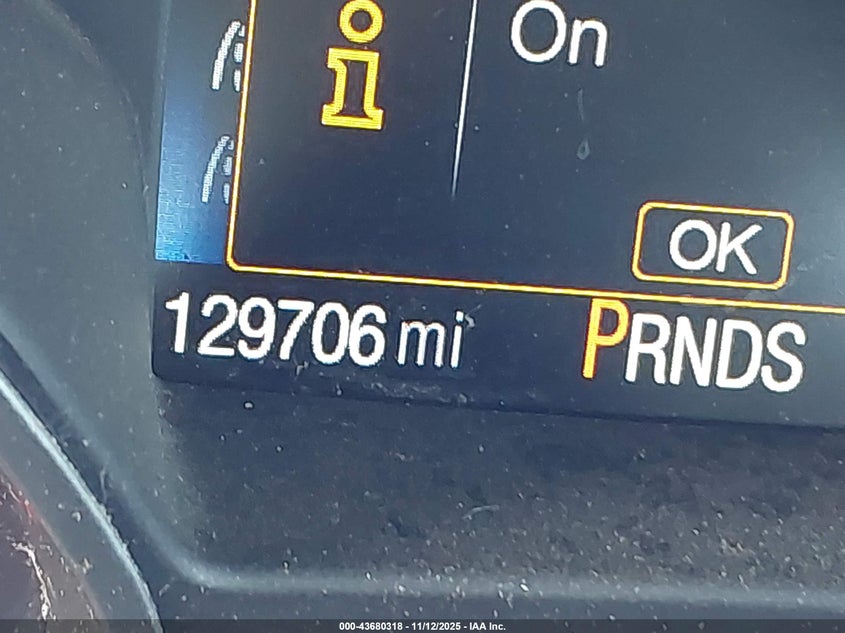 On
OK
129706 mi
PRNDS
000-43680318 - 11/12/2025 - IAA Inc.